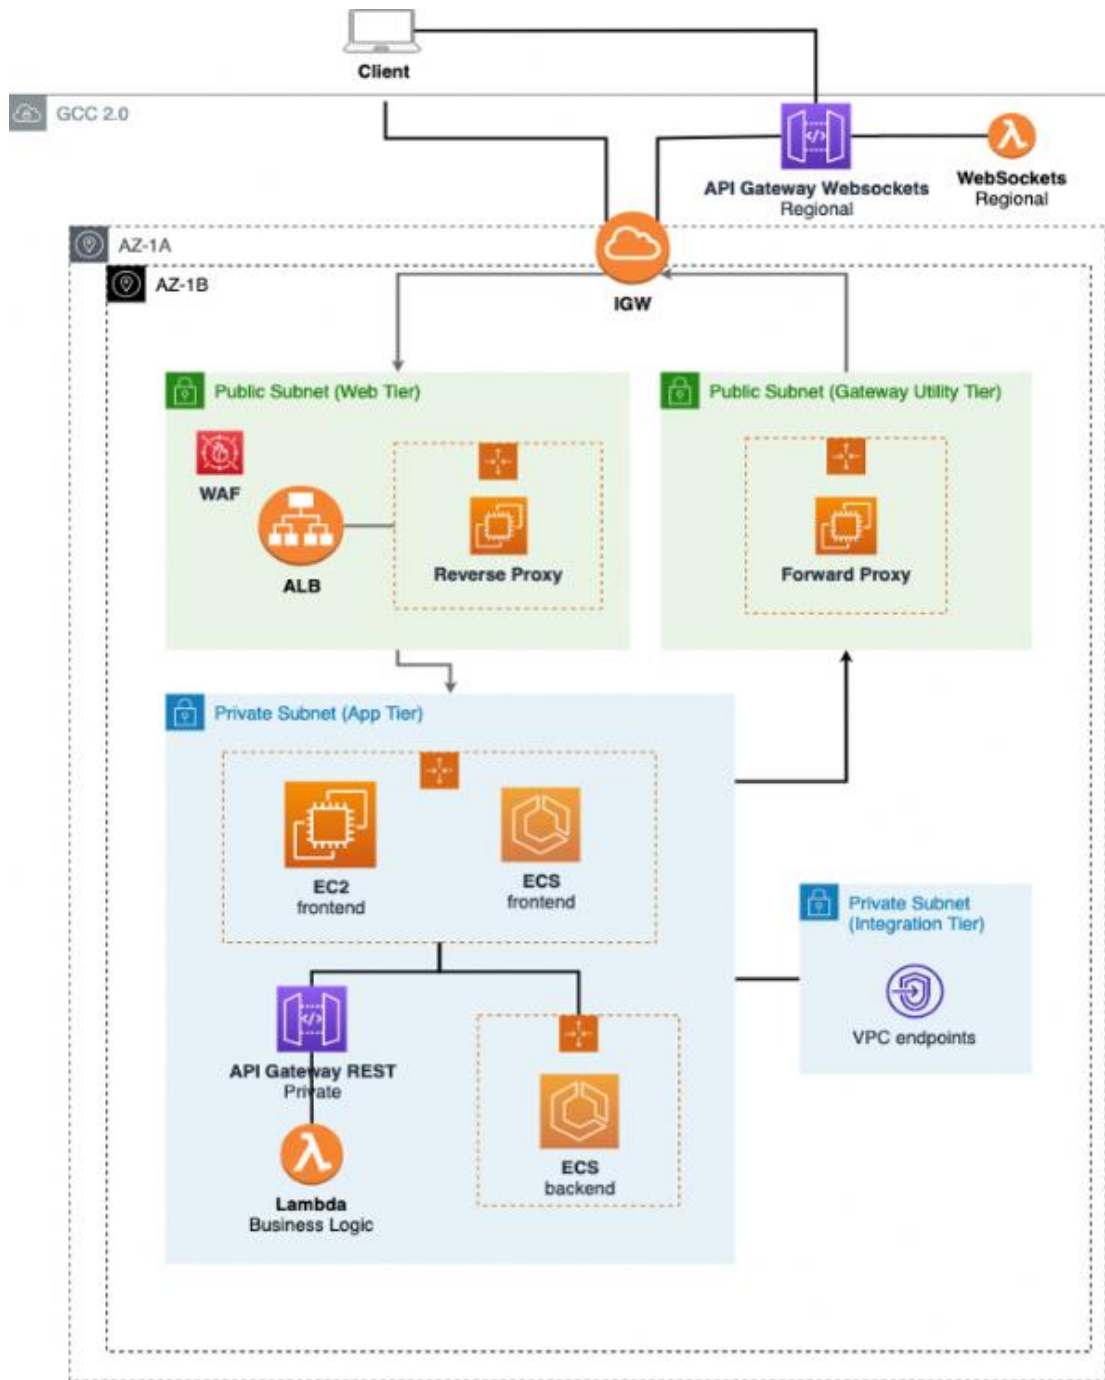 Client
GCC 2.0
API Gateway Websockets
Regional
WebSockets
Regional
AZ-1A
AZ-1B
IGW
Public Subnet (Web Tier)
Public Subnet (Gateway Utility Tier)
WAF
ALB
Reverse Proxy
Forward Proxy
Private Subnet (App Tier)
EC2
frontend
ECS
frontend
Private Subnet
(Integration Tier)
VPC endpoints
API Gateway REST
Private
Lambda
Business Logic
ECS
backend